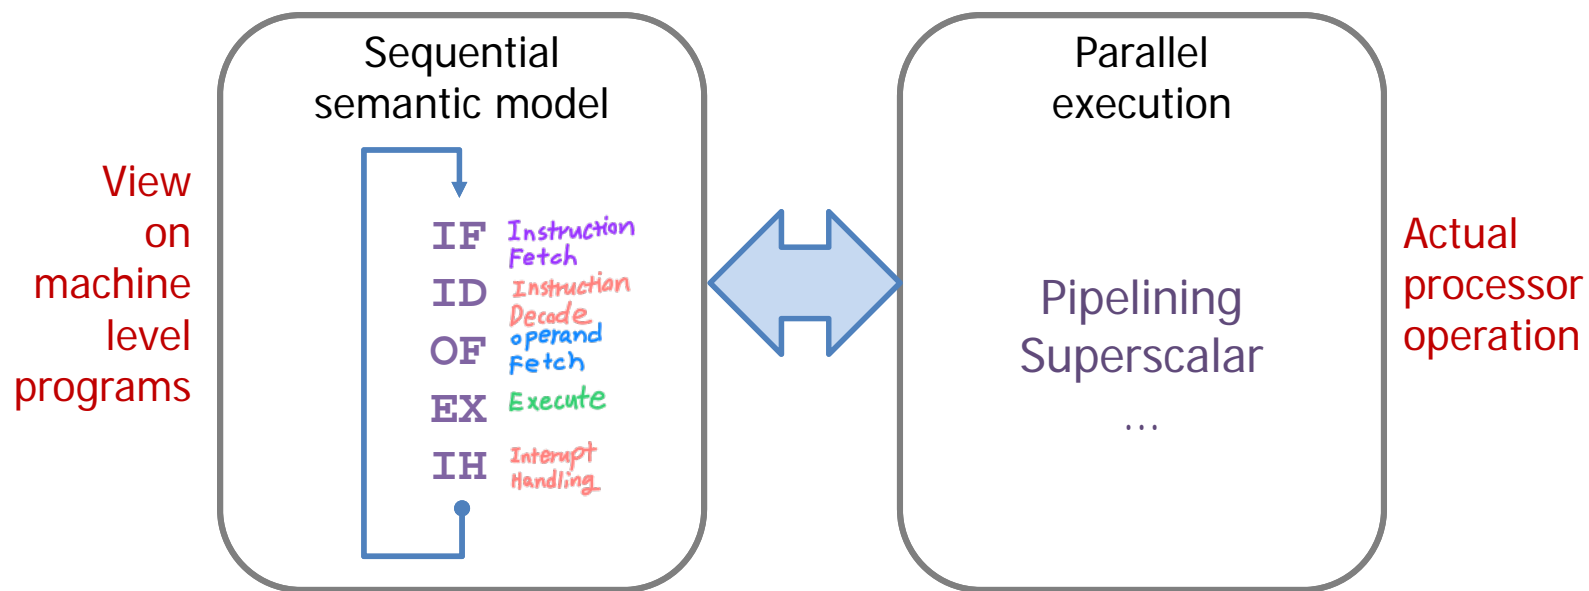 Sequential
semantic model
View
on
machine
level
programs
IF Instruction
Fetch
ID Instruction
Decode
OF operand
Fetch
EX Execute
IH Interupt
Handling
Parallel
execution
Pipelining
Superscalar
...
Actual
processor
operation